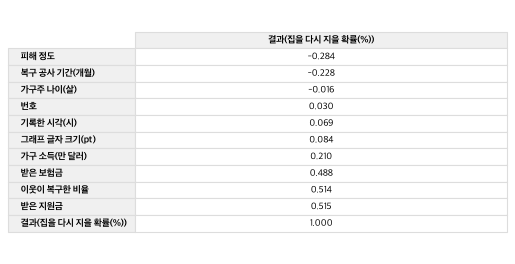 결과(집을 다시 지을 확률(%))
피해 정도 -0.284
복구 공사 기간(개월) -0.228
가구주 나이(살) -0.016
번호 0.030
기록한 시각(시) 0.069
그래프 글자 크기(pt) 0.084
가구 소득(만 달러) 0.210
받은 보험금 0.488
이웃이 복구한 비율 0.514
받은 지원금 0.515
결과(집을 다시 지을 확률(%)) 1.000